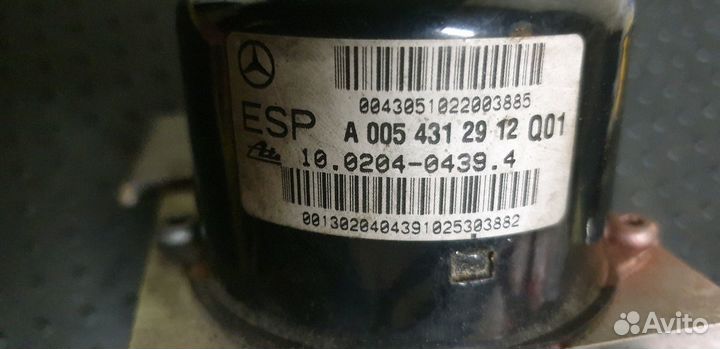 0043051022003885
ESP A 005 431 29 12 Q01
Ate 10.0204-0439.4
0013020404391025303882
Avito